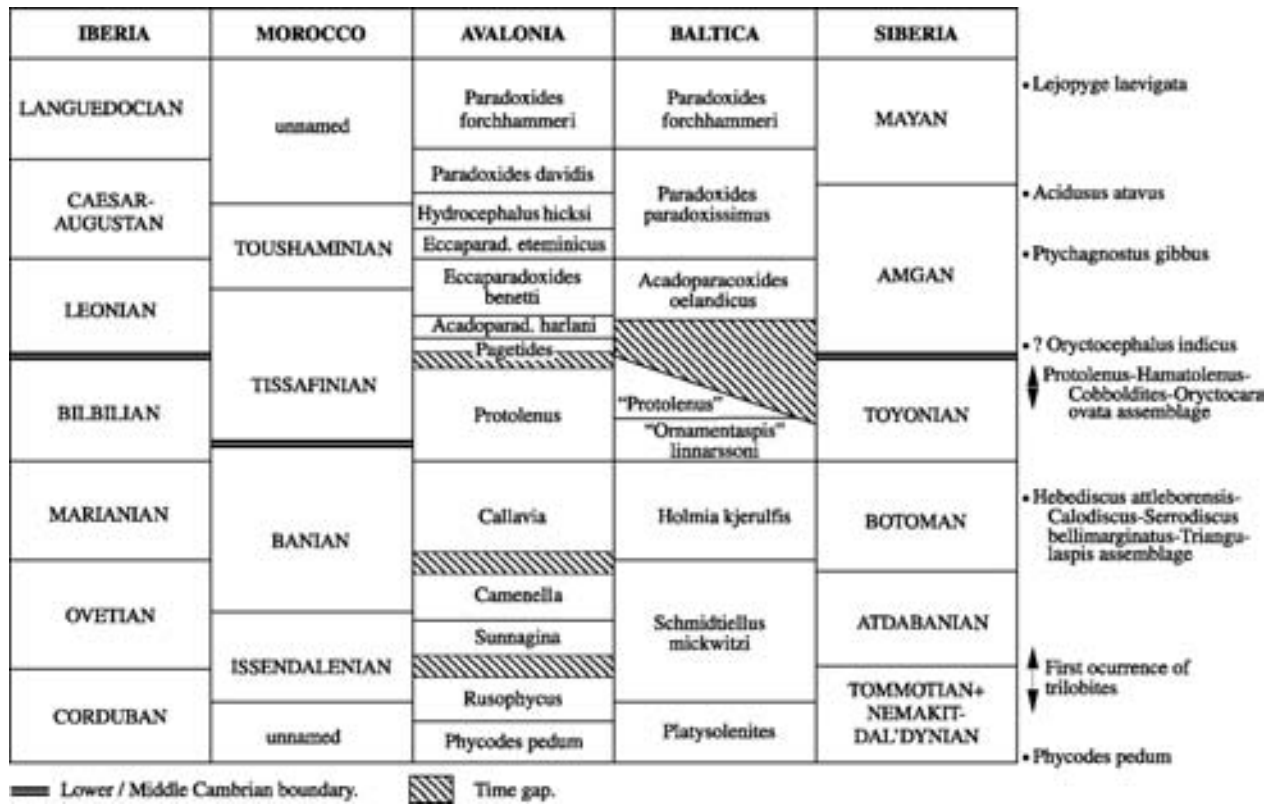 IBERIA
MOROCCO
AVALONIA
BALTICA
SIBERIA
LANGUEDOCIAN
CAESAR-
AUGUSTAN
LEONIAN
BILBILIAN
MARIANIAN
OVETIAN
CORDUBAN
unnamed
TOUSHAMINIAN
TISSAFINIAN
BANIAN
ISSENDALENIAN
unnamed
Paradoxides
forchhammeri
Paradoxides davidis
Hydrocephalus hicksi
Eccaparad. eteminicus
Eccaparadoxides
benetti
Acadoparad. harlani
Pagetides
Protolenus
Callavia
Camenella
Sunnagina
Rusophycus
Phycodes pedum
Paradoxides
forchhammeri
Paradoxides
paradoxissimus
Acadoparacoxides
oelandicus
“Protolenus”
“Ornamentaspis”
linnarssoni
Holmia kjerulfis
Schmidtiellus
mickwitzi
Platysolenites
MAYAN
AMGAN
TOYONIAN
BOTOMAN
ATDABANIAN
TOMMOTIAN+
NEMAKIT-
DAL’DYNIAN
• Lejopyge laevigata
• Acidusus atavus
• Ptychagnostus gibbus
• ? Oryctocephalus indicus
Protolenus-Hamatolenus-
Cobboldites-Oryctocara
ovata assemblage
• Hebediscus attleborensis-
Calodiscus-Serrodiscus
bellimarginatus-Triangu-
laspis assemblage
First ocurrence of
trilobites
• Phycodes pedum
Lower / Middle Cambrian boundary.
Time gap.